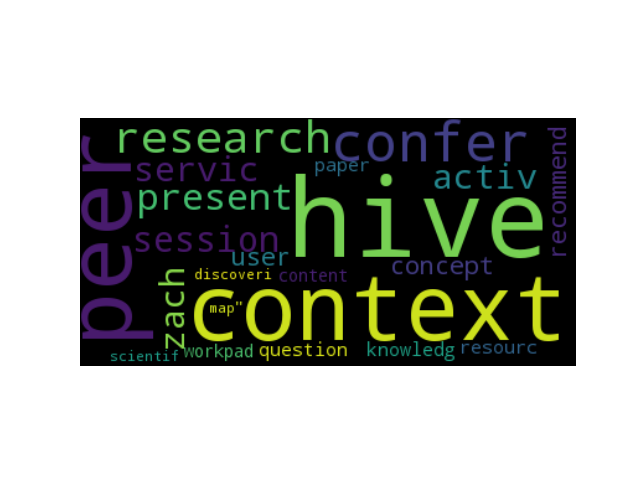 peer
research
confer
recommend
servic
paper
activ
present
hive
session
user
concept
discoveri
content
zach
context
map"
scientif
workpad
question
knowledg
resourc